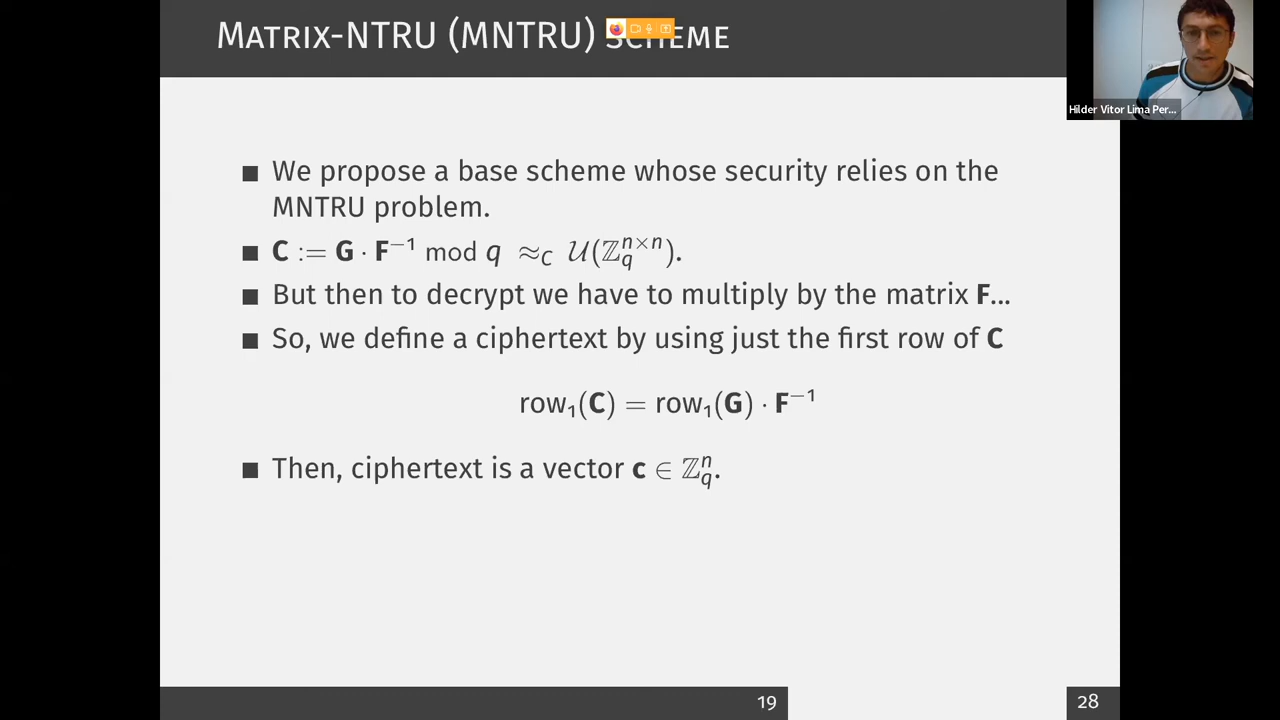 MATRIX-NTRU (MNTRU) SCHEME
Hilder Vitor Lima Per...
■ We propose a base scheme whose security relies on the
MNTRU problem.
■ C := G · F⁻¹ mod q ≈_C 𝒰(ℤ_q^{n×n}).
■ But then to decrypt we have to multiply by the matrix F...
■ So, we define a ciphertext by using just the first row of C
row₁(C) = row₁(G) · F⁻¹
■ Then, ciphertext is a vector c ∈ ℤ_q^n.
19
28